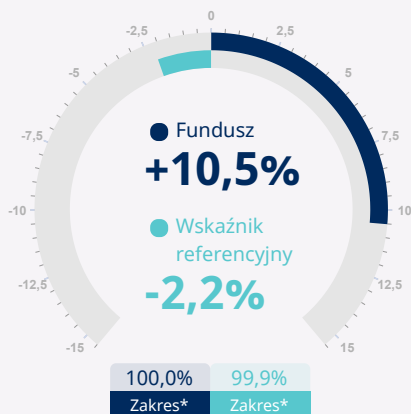 0
-2,5 2,5
-5 5
-7,5 7,5
Fundusz
+10,5%
-10 10
Wskaźnik
referencyjny
-12,5 12,5
-2,2%
-15 15
100,0% 99,9%
Zakres* Zakres*